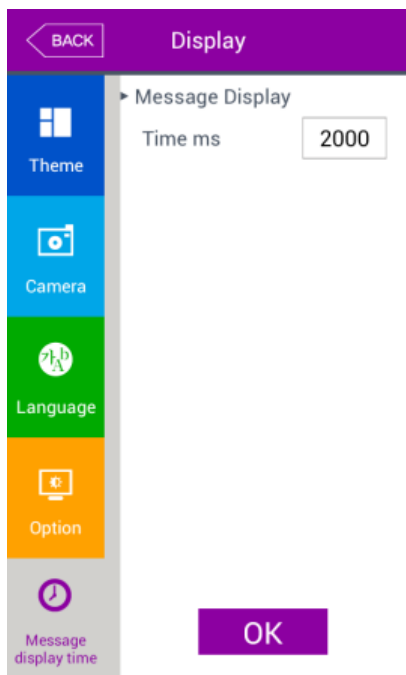 BACK
Display
Theme
Camera
가Ab
Language
Option
Message
display time
▸ Message Display
Time ms
2000
OK